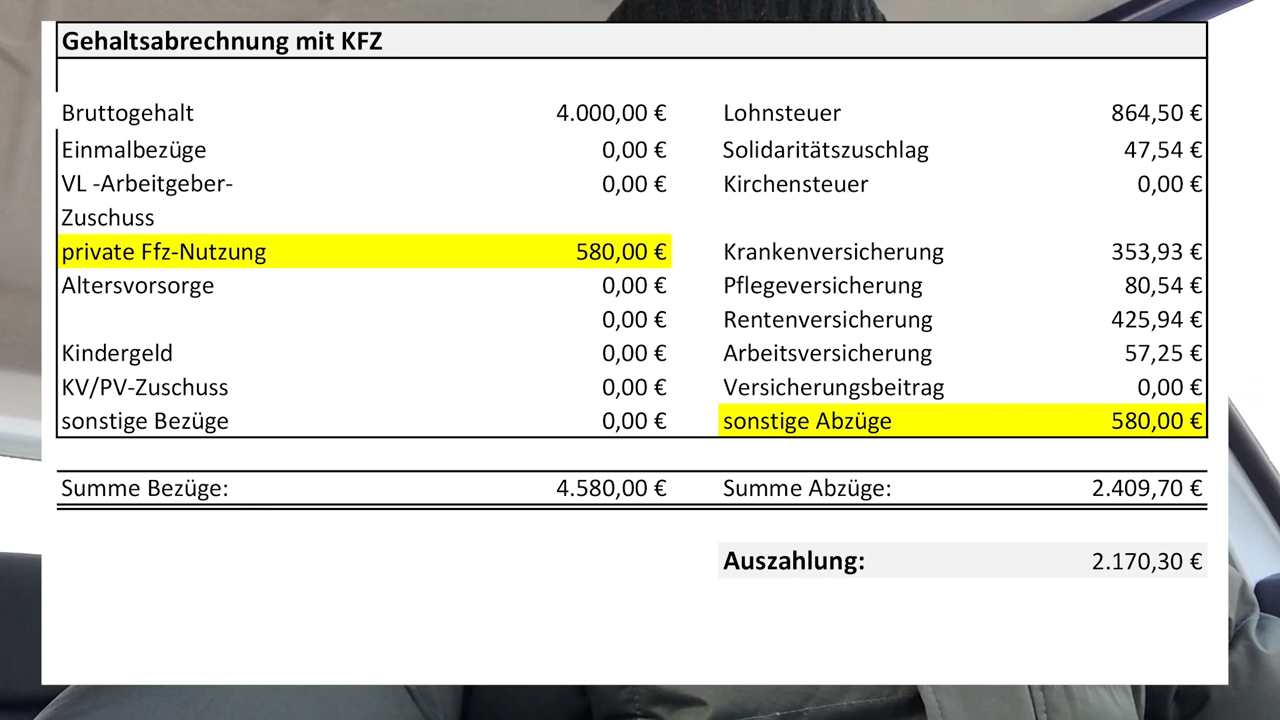 Gehaltsabrechnung mit KFZ
Bruttogehalt 4.000,00 € Lohnsteuer 864,50 €
Einmalbezüge 0,00 € Solidaritätszuschlag 47,54 €
VL -Arbeitgeber- 0,00 € Kirchensteuer 0,00 €
Zuschuss
private Ffz-Nutzung 580,00 € Krankenversicherung 353,93 €
Altersvorsorge 0,00 € Pflegeversicherung 80,54 €
0,00 € Rentenversicherung 425,94 €
Kindergeld 0,00 € Arbeitsversicherung 57,25 €
KV/PV-Zuschuss 0,00 € Versicherungsbeitrag 0,00 €
sonstige Bezüge 0,00 € sonstige Abzüge 580,00 €
Summe Bezüge: 4.580,00 € Summe Abzüge: 2.409,70 €
Auszahlung: 2.170,30 €